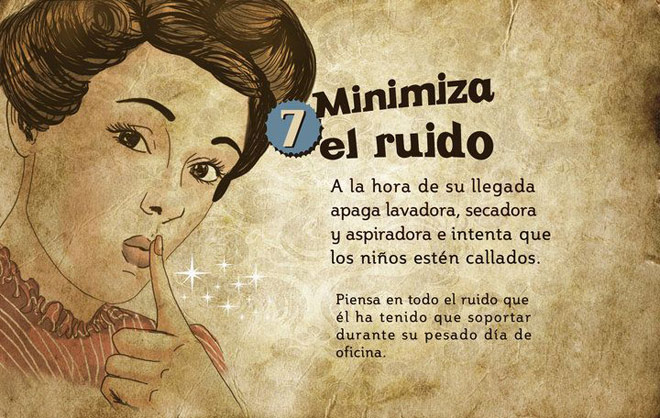 7
Minimiza
el ruido
A la hora de su llegada
apaga lavadora, secadora
y aspiradora e intenta que
los niños estén callados.
Piensa en todo el ruido que
él ha tenido que soportar
durante su pesado día de
oficina.